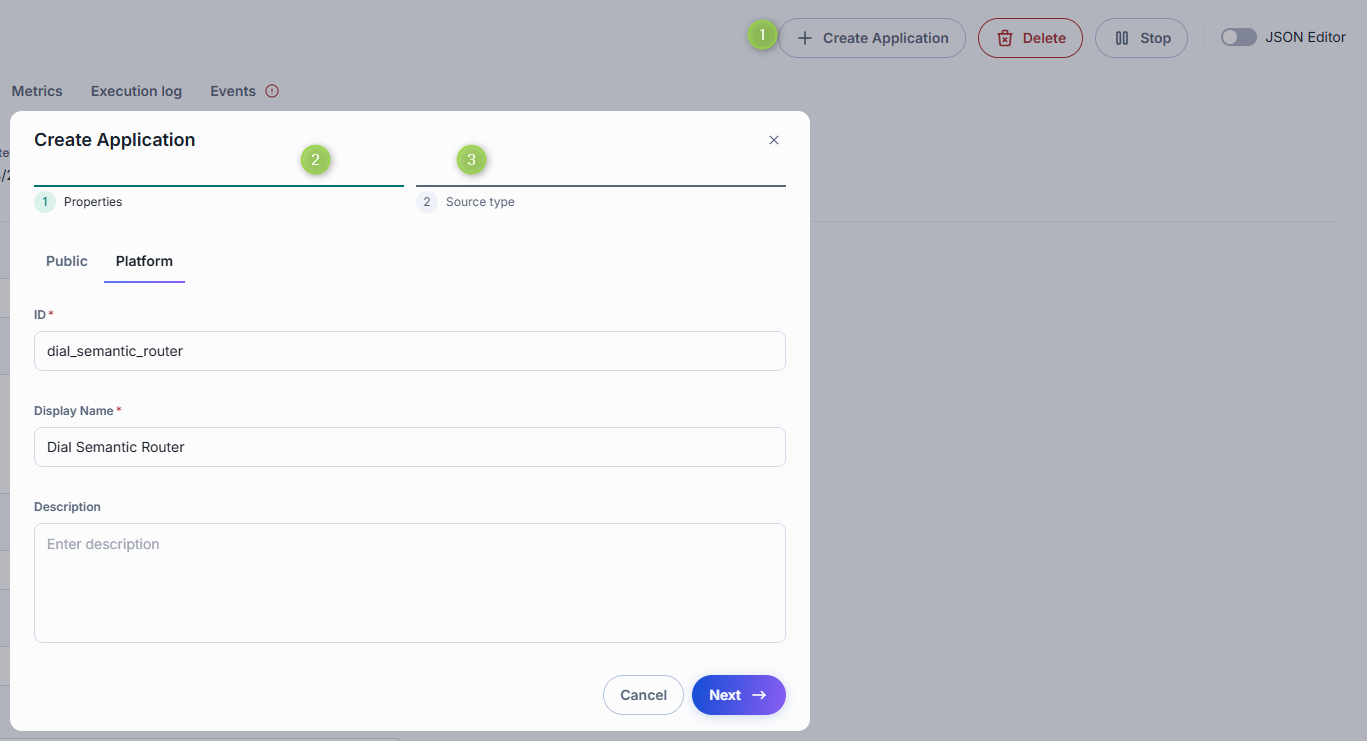 1
Create Application
Delete
Stop
JSON Editor
Metrics
Execution log
Events
Create Application
2
3
1 Properties
2 Source type
Public
Platform
ID*
dial_semantic_router
Display Name*
Dial Semantic Router
Description
Enter description
Cancel
Next